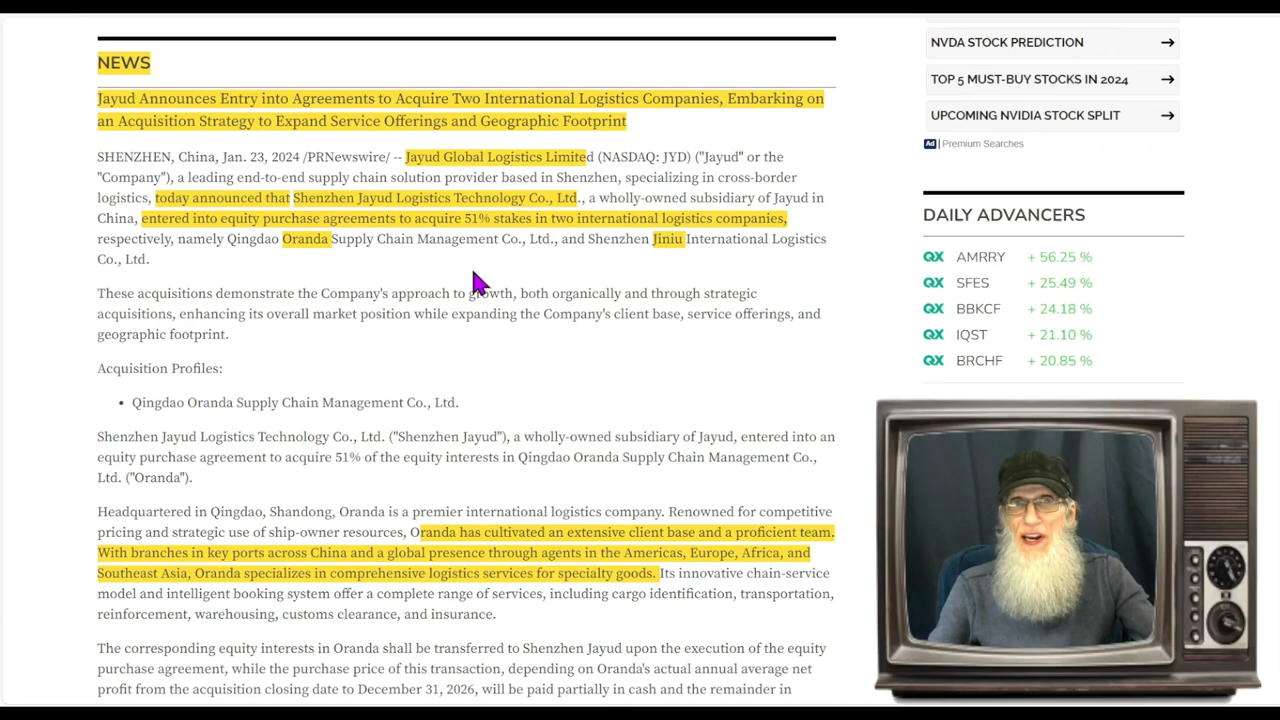 NEWS
Jayud Announces Entry into Agreements to Acquire Two International Logistics Companies, Embarking on
an Acquisition Strategy to Expand Service Offerings and Geographic Footprint
SHENZHEN, China, Jan. 23, 2024 /PRNewswire/ -- Jayud Global Logistics Limited (NASDAQ: JYD) ("Jayud" or the
"Company"), a leading end-to-end supply chain solution provider based in Shenzhen, specializing in cross-border
logistics, today announced that Shenzhen Jayud Logistics Technology Co., Ltd., a wholly-owned subsidiary of Jayud in
China, entered into equity purchase agreements to acquire 51% stakes in two international logistics companies,
respectively, namely Qingdao Oranda Supply Chain Management Co., Ltd., and Shenzhen Jiniu International Logistics
Co., Ltd.
These acquisitions demonstrate the Company's approach to growth, both organically and through strategic
acquisitions, enhancing its overall market position while expanding the Company's client base, service offerings, and
geographic footprint.
Acquisition Profiles:
• Qingdao Oranda Supply Chain Management Co., Ltd.
Shenzhen Jayud Logistics Technology Co., Ltd. ("Shenzhen Jayud"), a wholly-owned subsidiary of Jayud, entered into an
equity purchase agreement to acquire 51% of the equity interests in Qingdao Oranda Supply Chain Management Co.,
Ltd. ("Oranda").
Headquartered in Qingdao, Shandong, Oranda is a premier international logistics company. Renowned for competitive
pricing and strategic use of ship-owner resources, Oranda has cultivated an extensive client base and a proficient team.
With branches in key ports across China and a global presence through agents in the Americas, Europe, Africa, and
Southeast Asia, Oranda specializes in comprehensive logistics services for specialty goods. Its innovative chain-service
model and intelligent booking system offer a complete range of services, including cargo identification, transportation,
reinforcement, warehousing, customs clearance, and insurance.
The corresponding equity interests in Oranda shall be transferred to Shenzhen Jayud upon the execution of the equity
purchase agreement, while the purchase price of this transaction, depending on Oranda's actual annual average net
profit from the acquisition closing date to December 31, 2026, will be paid partially in cash and the remainder in
NVDA STOCK PREDICTION
TOP 5 MUST-BUY STOCKS IN 2024
UPCOMING NVIDIA STOCK SPLIT
Ad | Premium Searches
DAILY ADVANCERS
QX AMRRY + 56.25 %
QX SFES + 25.49 %
QX BBKCF + 24.18 %
QX IQST + 21.10 %
QX BRCHF + 20.85 %